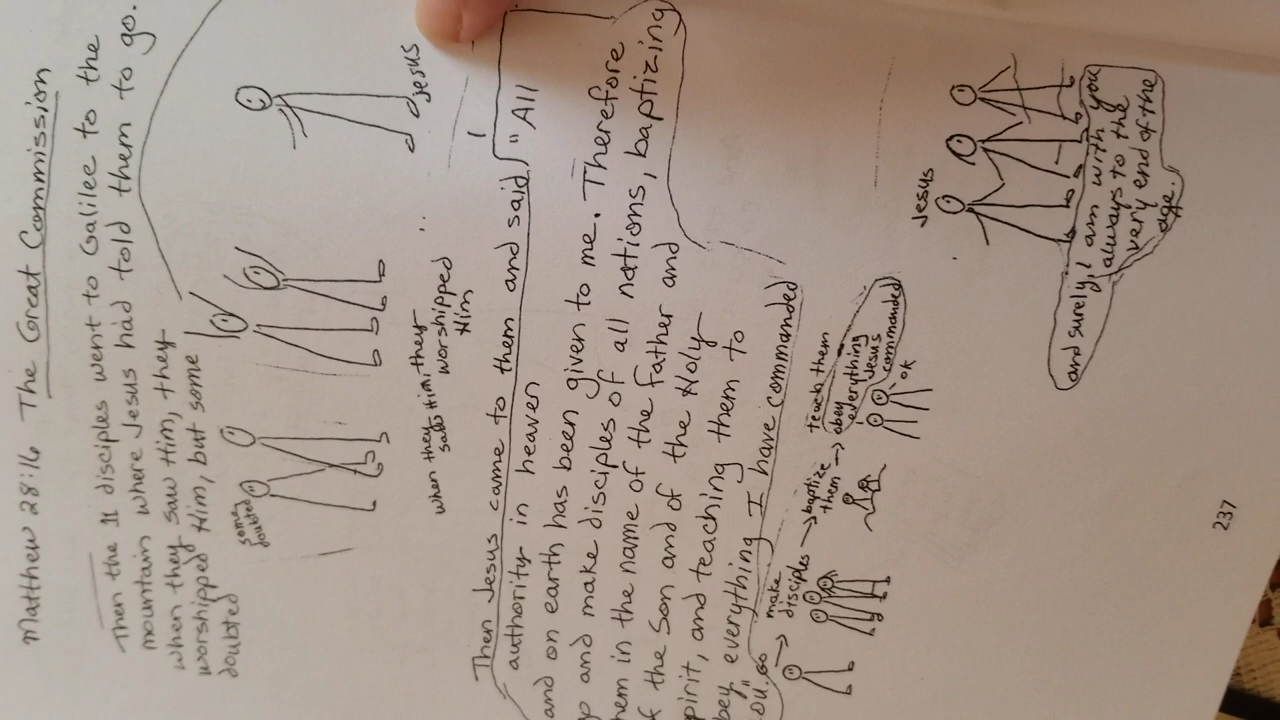 Matthew 28:16 The Great Commission
Then the 11 disciples went to Galilee to the
mountain where Jesus had told them to go.
When they saw Him, they
worshipped Him, but some
doubted
some
doubted
Jesus
when they
saw Him, they
worshipped
Him
Then Jesus came to them and said, "All
authority in heaven
and on earth has been given to me. Therefore
and make disciples of all nations, baptizing
hem in the name of the Father and
f the Son and of the Holy
pirit, and teaching them to
bey everything I have commanded
ou."
Go → make
disciples → baptize
them → teach them
obey
everything
Jesus
commanded
OK
Jesus
and surely, I am with you
always to the
very end of the
age.
237